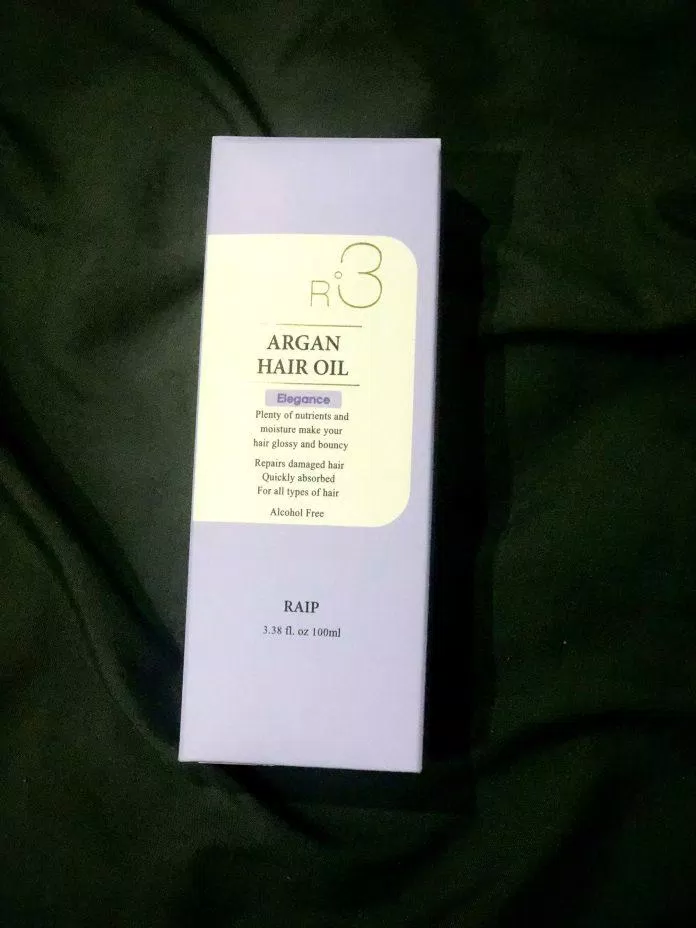 R3
ARGAN
HAIR OIL
Elegance
Plenty of nutrients and
moisture make your
hair glossy and bouncy
Repairs damaged hair
Quickly absorbed
For all types of hair
Alcohol Free
RAIP
3.38 fl. oz 100ml